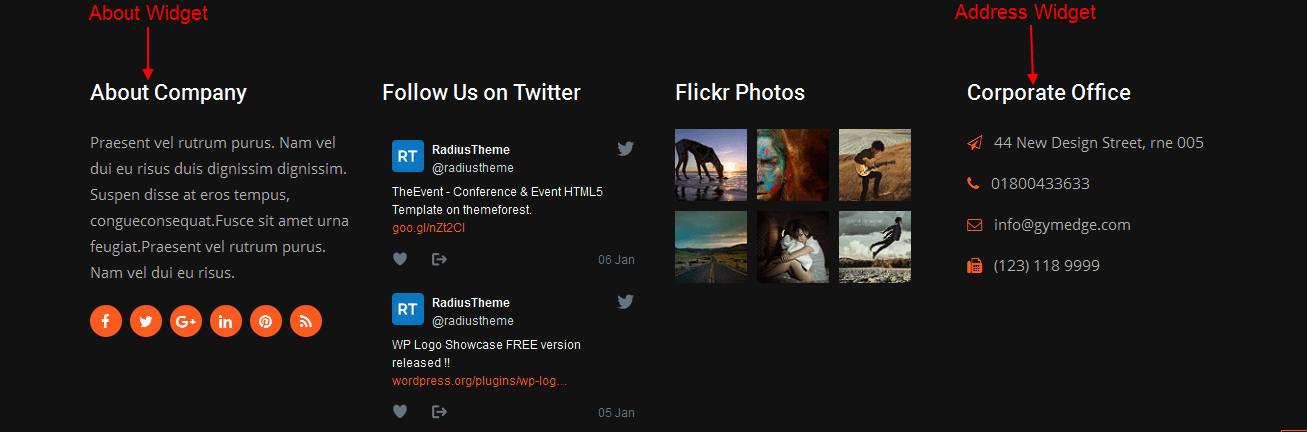 About Widget
Address Widget
About Company
Praesent vel rutrum purus. Nam vel
dui eu risus duis dignissim dignissim.
Suspen disse at eros tempus,
congueconsequat.Fusce sit amet urna
feugiat.Praesent vel rutrum purus.
Nam vel dui eu risus.
Follow Us on Twitter
RT
RadiusTheme
@radiustheme
TheEvent - Conference & Event HTML5
Template on themeforest.
goo.gl/nZt2Cl
06 Jan
RT
RadiusTheme
@radiustheme
WP Logo Showcase FREE version
released !!
wordpress.org/plugins/wp-log…
05 Jan
Flickr Photos
Corporate Office
44 New Design Street, rne 005
01800433633
info@gymedge.com
(123) 118 9999